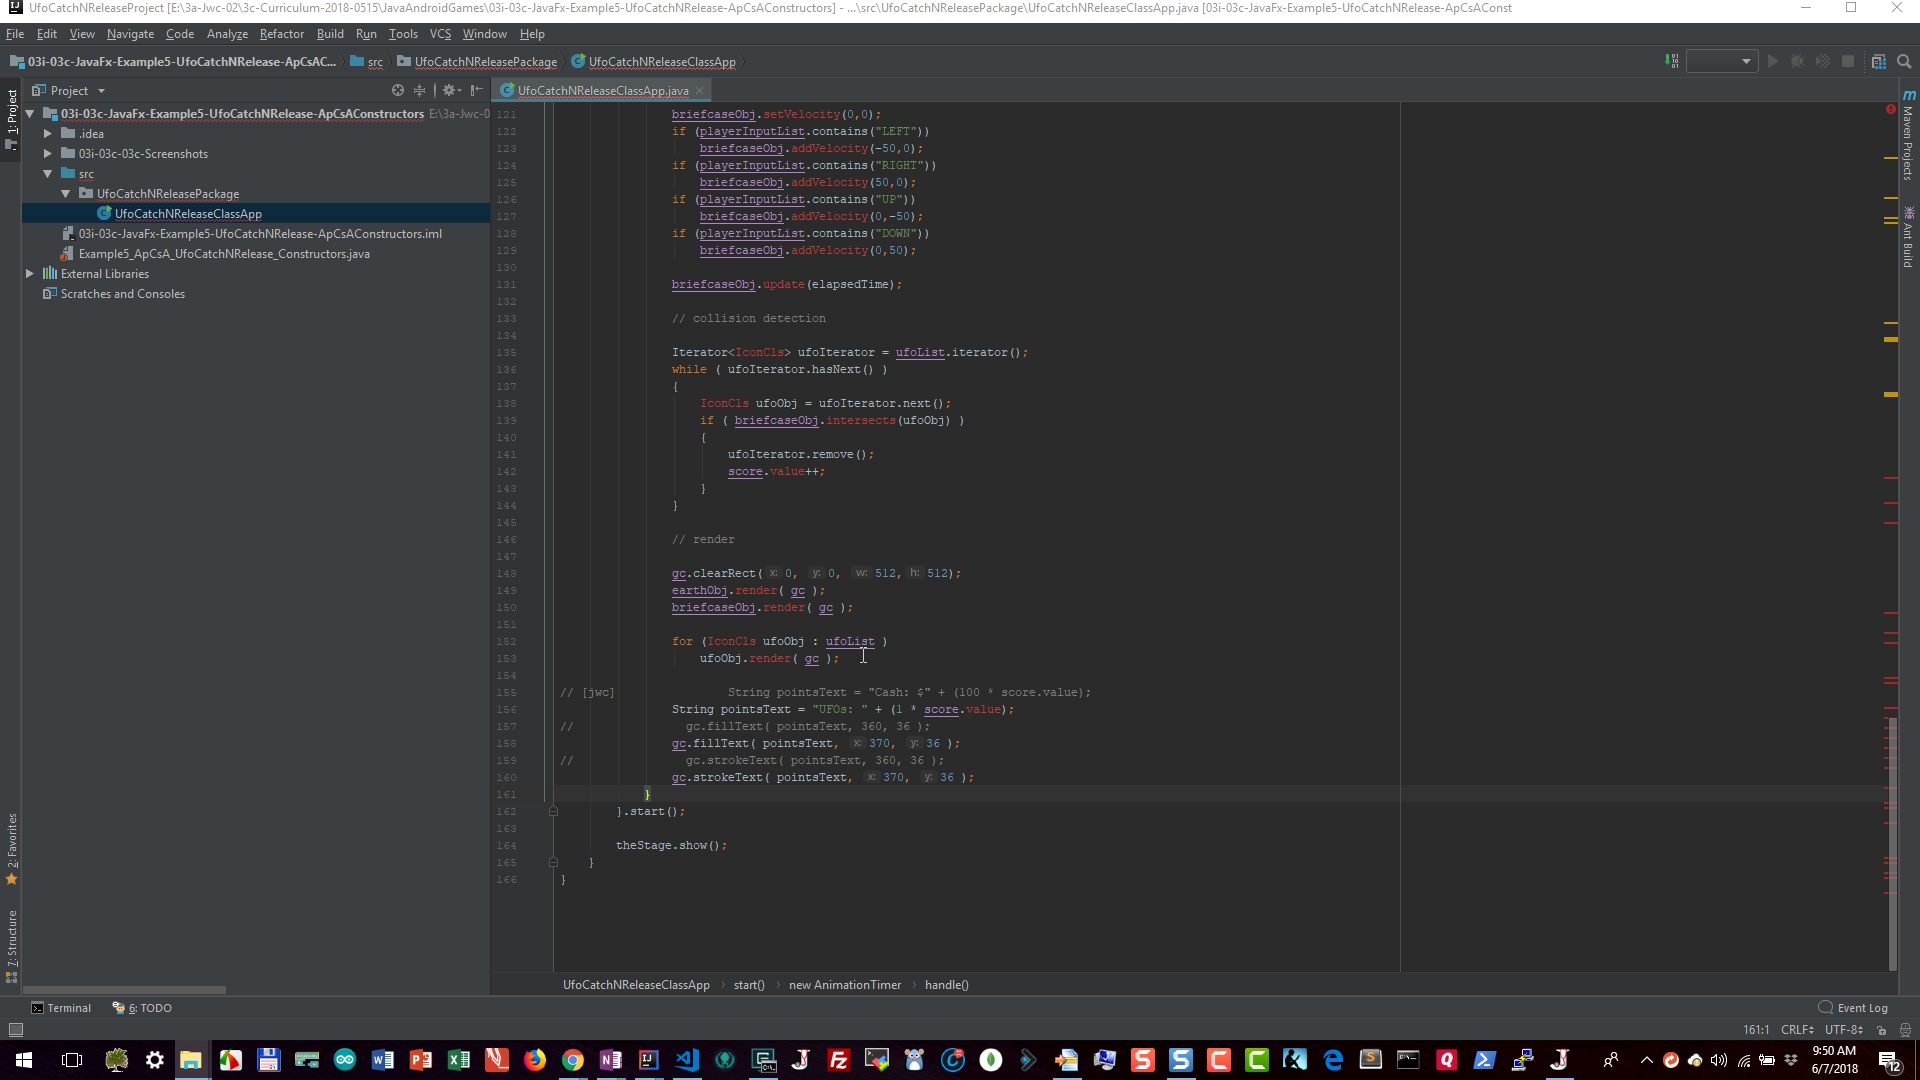 UfoCatchNReleaseProject [E:\3a-Jwc-02\3c-Curriculum-2018-0515\JavaAndroidGames\03i-03c-JavaFx-Example5-UfoCatchNRelease-ApCsAConstructors] - ...\src\UfoCatchNReleasePackage\UfoCatchNReleaseClassApp.java [03i-03c-JavaFx-Example5-UfoCatchNRelease-ApCsAConst
File Edit View Navigate Code Analyze Refactor Build Run Tools VCS Window Help
03i-03c-JavaFx-Example5-UfoCatchNRelease-ApCsAC... src UfoCatchNReleasePackage UfoCatchNReleaseClassApp
Project
UfoCatchNReleaseClassApp.java
1: Project
03i-03c-JavaFx-Example5-UfoCatchNRelease-ApCsAConstructors E:\3a-Jwc-0
.idea
03i-03c-03c-Screenshots
src
UfoCatchNReleasePackage
UfoCatchNReleaseClassApp
03i-03c-JavaFx-Example5-UfoCatchNRelease-ApCsAConstructors.iml
Example5_ApCsA_UfoCatchNRelease_Constructors.java
External Libraries
Scratches and Consoles
2: Favorites
7: Structure
121 briefcaseObj.setVelocity(0,0);
122 if (playerInputList.contains("LEFT"))
123 briefcaseObj.addVelocity(-50,0);
124 if (playerInputList.contains("RIGHT"))
125 briefcaseObj.addVelocity(50,0);
126 if (playerInputList.contains("UP"))
127 briefcaseObj.addVelocity(0,-50);
128 if (playerInputList.contains("DOWN"))
129 briefcaseObj.addVelocity(0,50);
130
131 briefcaseObj.update(elapsedTime);
132
133 // collision detection
134
135 Iterator<IconCls> ufoIterator = ufoList.iterator();
136 while ( ufoIterator.hasNext() )
137 {
138 IconCls ufoObj = ufoIterator.next();
139 if ( briefcaseObj.intersects(ufoObj) )
140 {
141 ufoIterator.remove();
142 score.value++;
143 }
144 }
145
146 // render
147
148 gc.clearRect( x: 0, y: 0, w: 512, h: 512);
149 earthObj.render( gc );
150 briefcaseObj.render( gc );
151
152 for (IconCls ufoObj : ufoList )
153 ufoObj.render( gc );
154
155 // [jwc] String pointsText = "Cash: $" + (100 * score.value);
156 String pointsText = "UFOs: " + (1 * score.value);
157 // gc.fillText( pointsText, 360, 36 );
158 gc.fillText( pointsText, x: 370, y: 36 );
159 // gc.strokeText( pointsText, 360, 36 );
160 gc.strokeText( pointsText, x: 370, y: 36 );
161 }
162 }.start();
163
164 theStage.show();
165 }
166 }
Maven Projects
Ant Build
UfoCatchNReleaseClassApp start() new AnimationTimer handle()
Terminal 6: TODO
Event Log
161:1 CRLF UTF-8
9:50 AM
6/7/2018
12